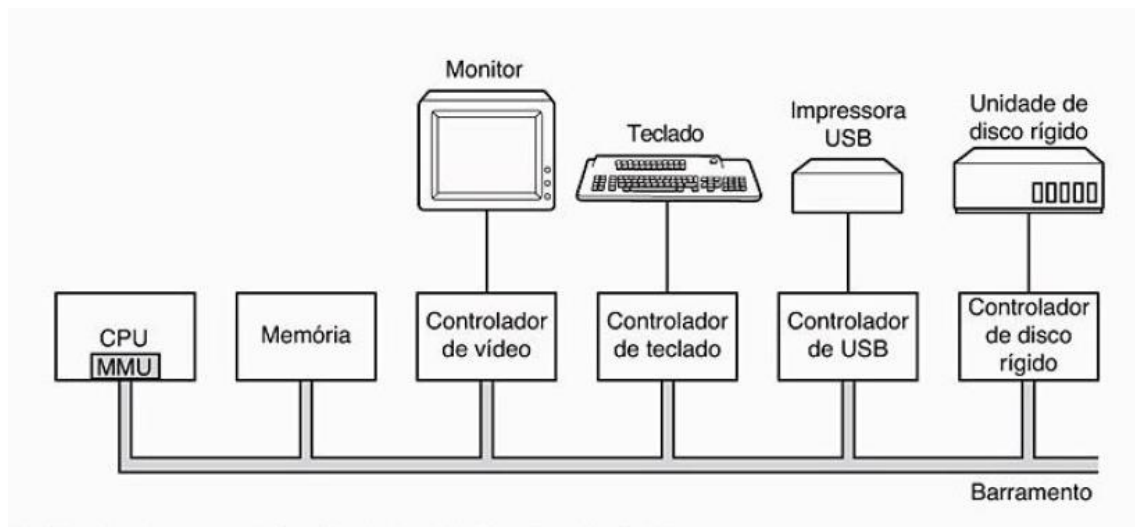 Monitor
Teclado
Impressora
USB
Unidade de
disco rígido
CPU
MMU
Memória
Controlador
de vídeo
Controlador
de teclado
Controlador
de USB
Controlador
de disco
rígido
Barramento